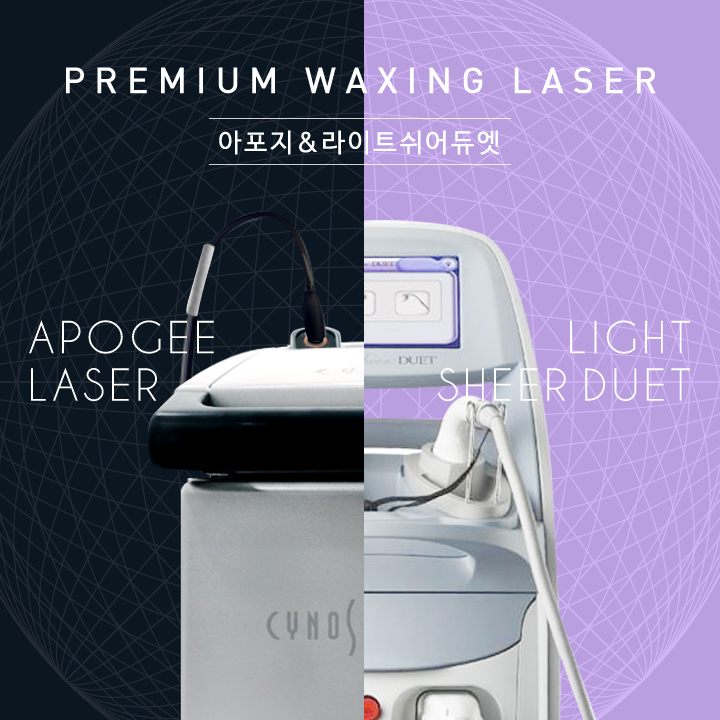 PREMIUM WAXING LASER
아포지&라이트쉬어듀엣
DUET
APOGEE
LASER
LIGHT
SHEER DUET
DUET
CYNOS